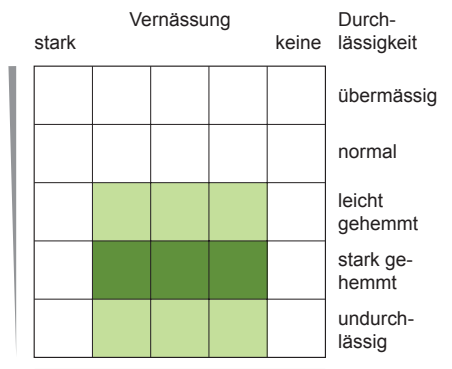 Vernässung
Durch-
stark
keine
lässigkeit
übermässig
normal
leicht
gehemmt
stark ge-
hemmt
undurch-
lässig